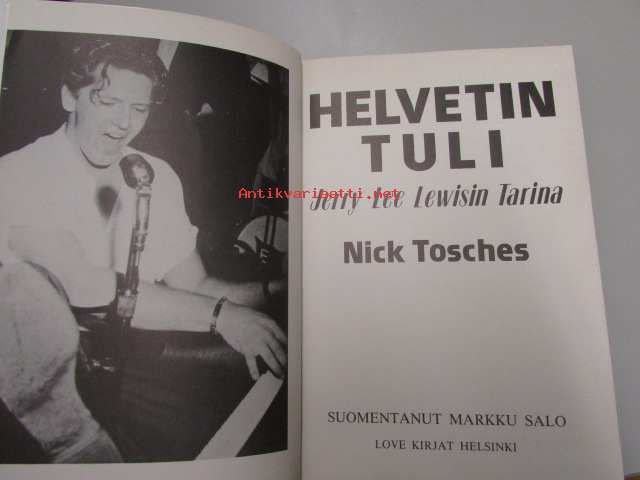 HELVETIN
TULI
Antikvariaatti.net
Jerry Lee Lewisin Tarina
Nick Tosches
SUOMENTANUT MARKKU SALO
LOVE KIRJAT HELSINKI